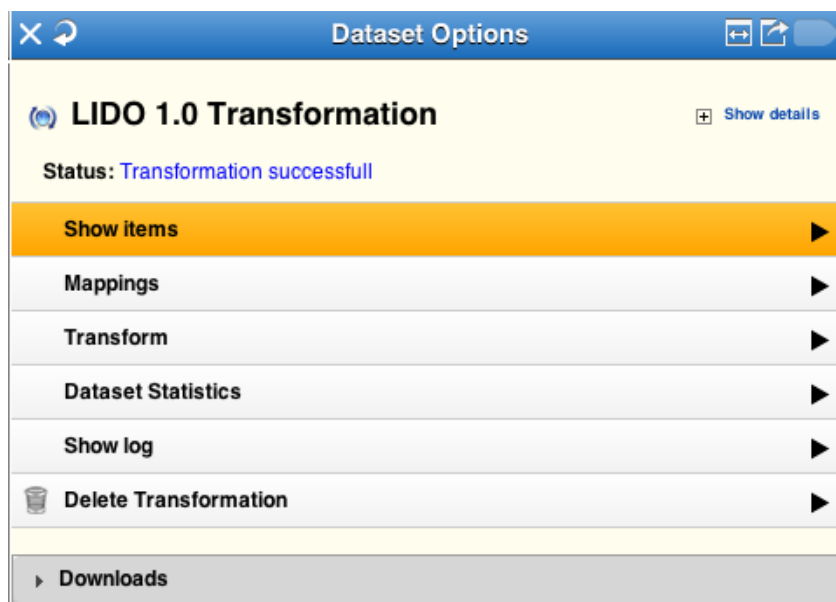 Dataset Options
LIDO 1.0 Transformation
Show details
Status: Transformation successfull
Show items
Mappings
Transform
Dataset Statistics
Show log
Delete Transformation
Downloads